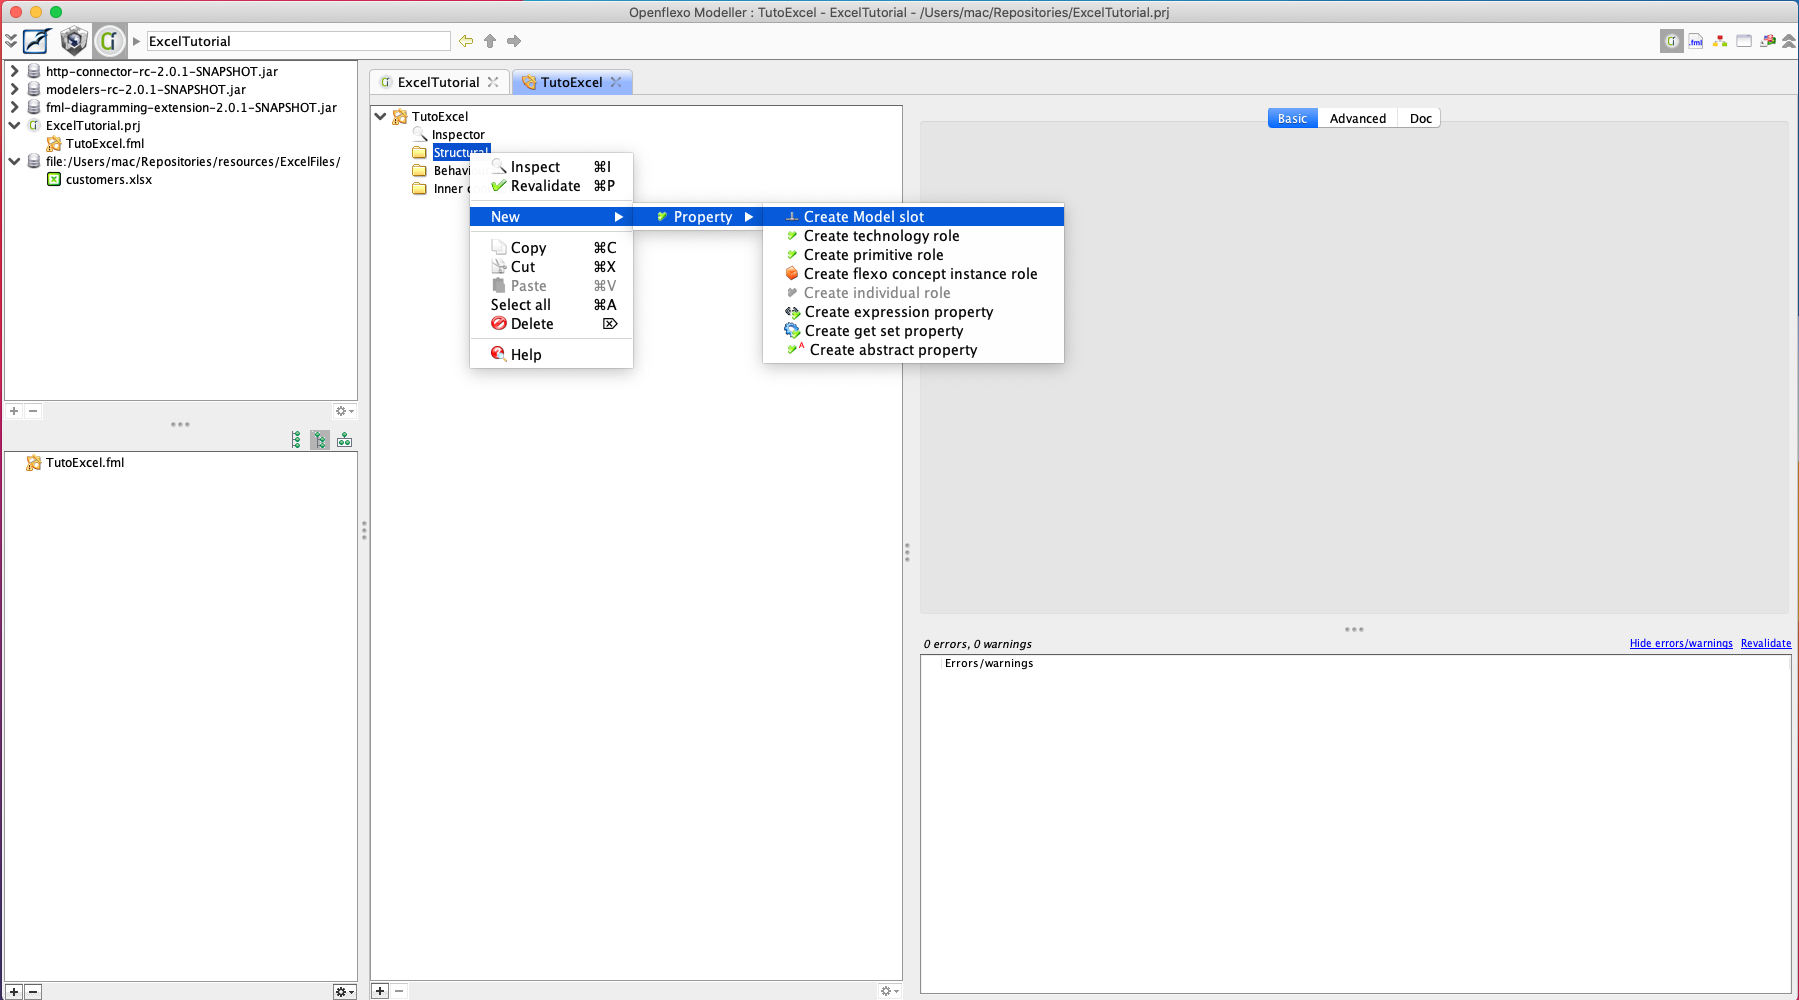 Openflexo Modeller : TutoExcel - ExcelTutorial - /Users/mac/Repositories/ExcelTutorial.prj
ExcelTutorial
.fml
http-connector-rc-2.0.1-SNAPSHOT.jar
modelers-rc-2.0.1-SNAPSHOT.jar
fml-diagramming-extension-2.0.1-SNAPSHOT.jar
ExcelTutorial.prj
TutoExcel.fml
file:/Users/mac/Repositories/resources/ExcelFiles/
customers.xlsx
TutoExcel.fml
ExcelTutorial
TutoExcel
TutoExcel
Inspector
Structural
Behavi
Inner
Inspect ⌘I
Revalidate ⌘P
New
Copy ⌘C
Cut ⌘X
Paste ⌘V
Select all ⌘A
Delete ⌦
Help
Property
Create Model slot
Create technology role
Create primitive role
Create flexo concept instance role
Create individual role
Create expression property
Create get set property
Create abstract property
Basic
Advanced
Doc
0 errors, 0 warnings
Hide errors/warnings
Revalidate
Errors/warnings